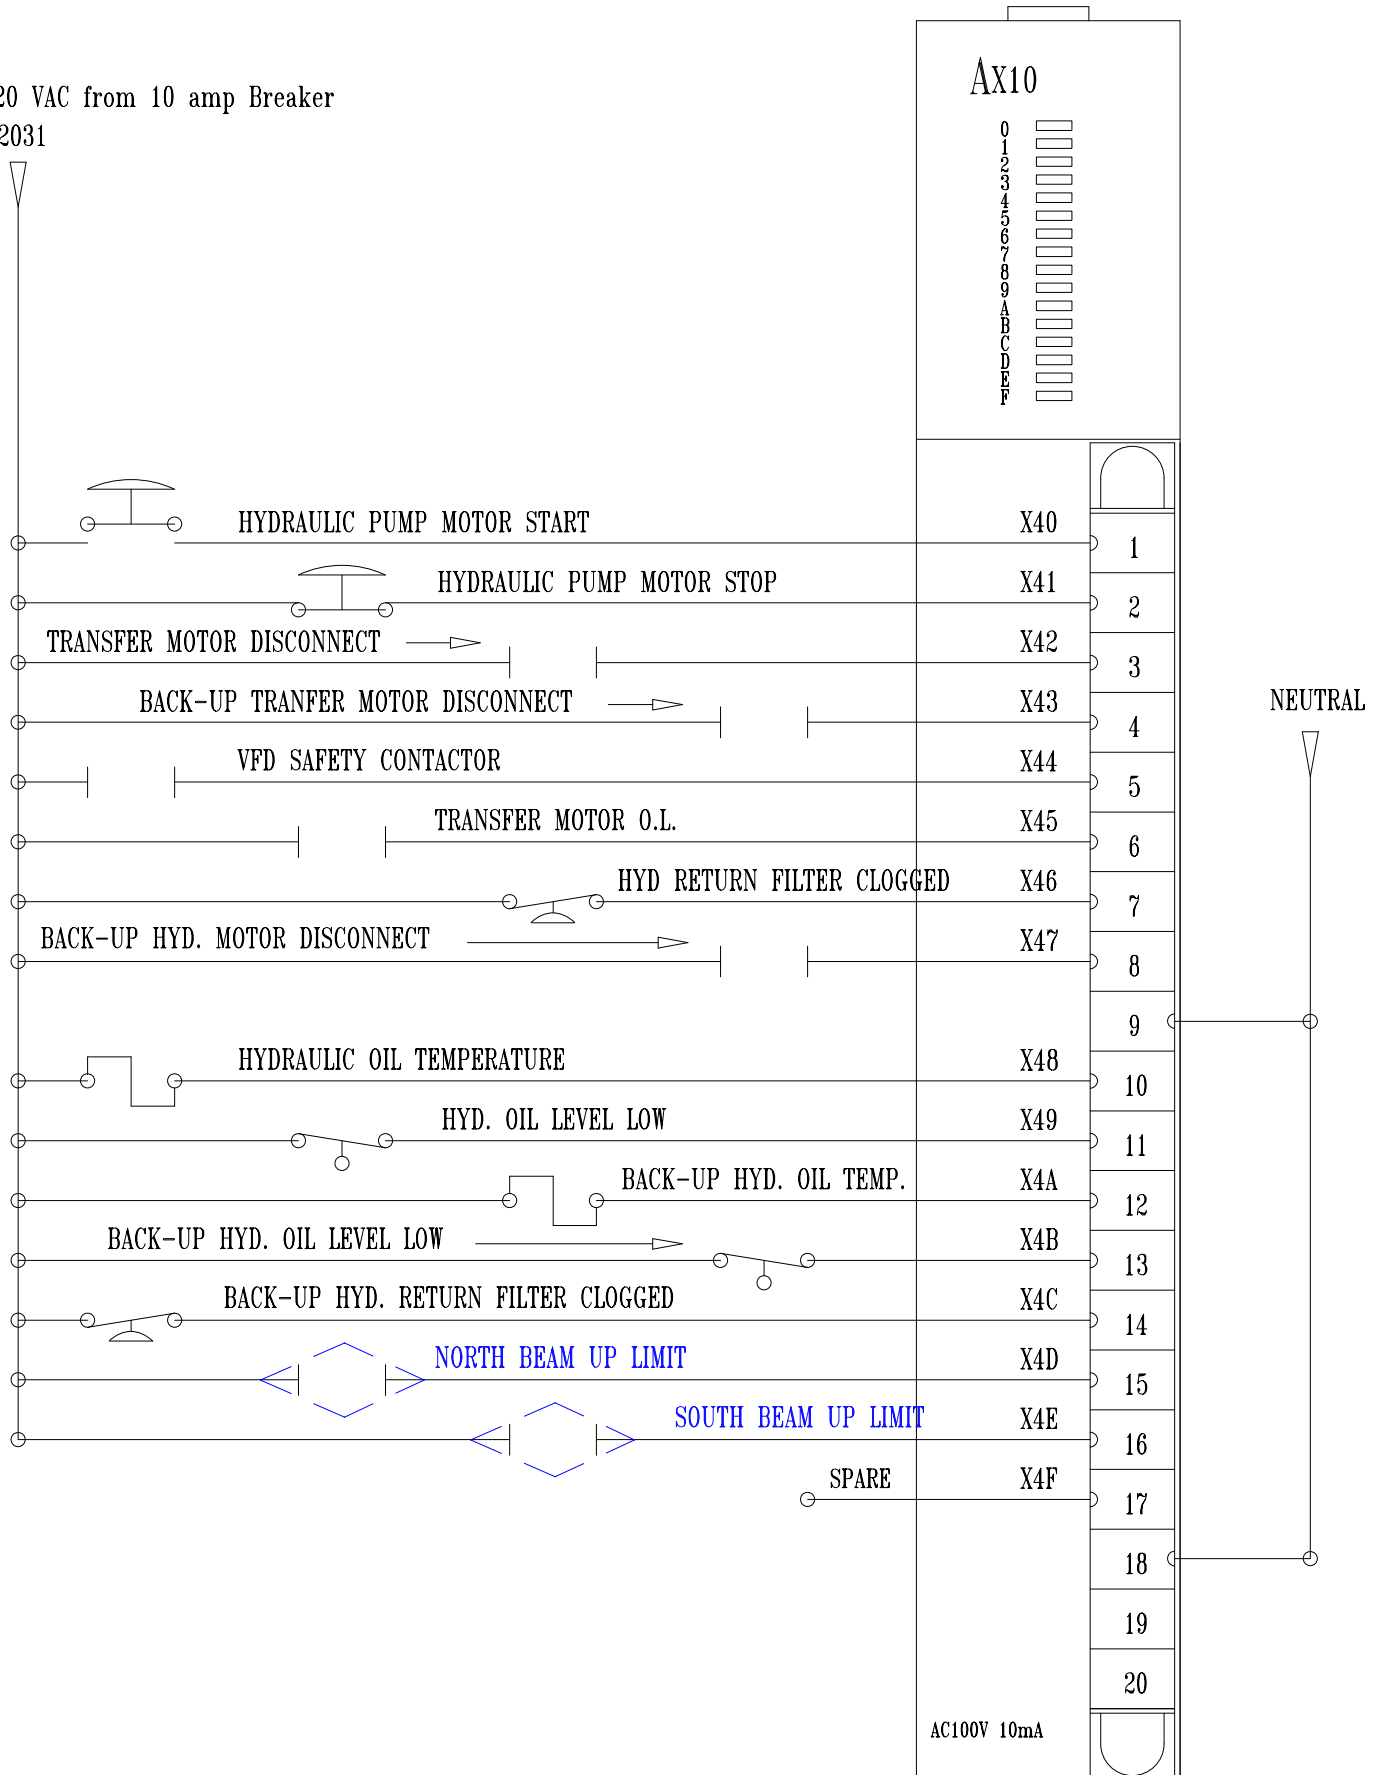 AX10
20 VAC from 10 amp Breaker
2031
0
1
2
3
4
5
6
7
8
9
A
B
C
D
E
F
HYDRAULIC PUMP MOTOR START X40 1
HYDRAULIC PUMP MOTOR STOP X41 2
TRANSFER MOTOR DISCONNECT X42 3
BACK-UP TRANFER MOTOR DISCONNECT X43 4
NEUTRAL
VFD SAFETY CONTACTOR X44 5
TRANSFER MOTOR O.L. X45 6
HYD RETURN FILTER CLOGGED X46 7
BACK-UP HYD. MOTOR DISCONNECT X47 8
9
HYDRAULIC OIL TEMPERATURE X48 10
HYD. OIL LEVEL LOW X49 11
BACK-UP HYD. OIL TEMP. X4A 12
BACK-UP HYD. OIL LEVEL LOW X4B 13
BACK-UP HYD. RETURN FILTER CLOGGED X4C 14
NORTH BEAM UP LIMIT X4D 15
SOUTH BEAM UP LIMIT X4E 16
SPARE X4F 17
18
19
20
AC100V 10mA